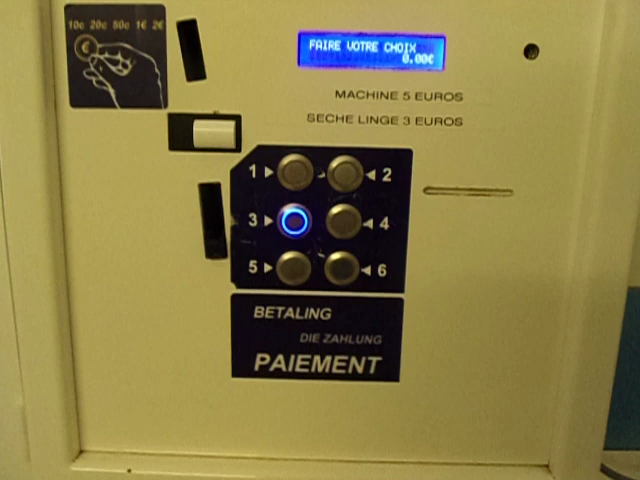 10c 20c 50c 1€ 2€
€
FAIRE VOTRE CHOIX
0.00€
MACHINE 5 EUROS
SECHE LINGE 3 EUROS
1 2
3 4
5 6
BETALING
DIE ZAHLUNG
PAIEMENT